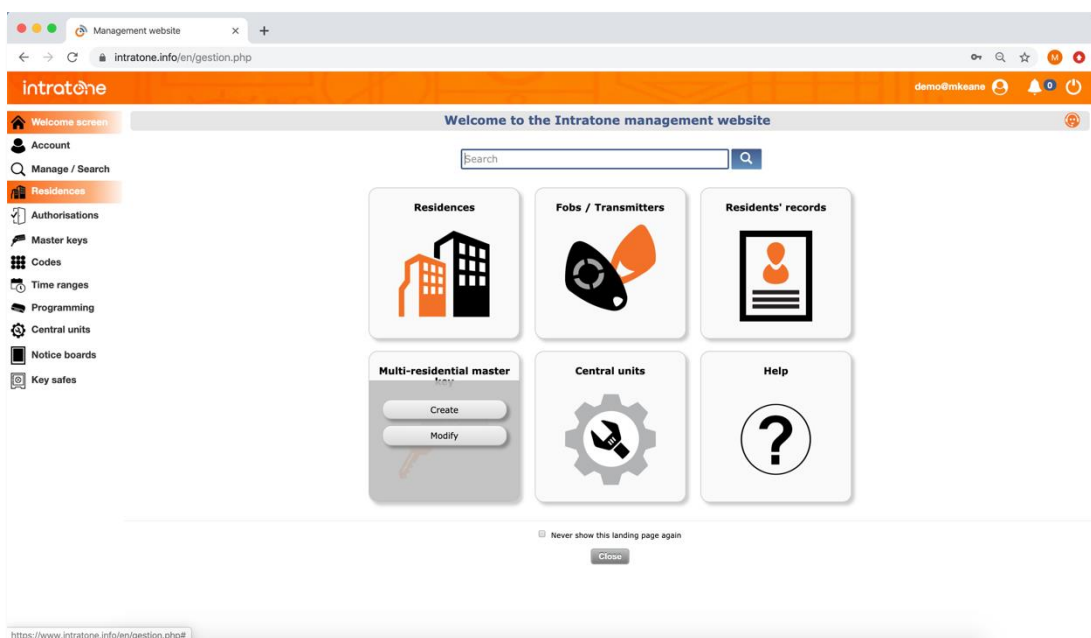 Management website
intratone.info/en/gestion.php
M
intratone
demo@mkeane
0
Welcome screen
Welcome to the Intratone management website
Account
Manage / Search
Residences
Authorisations
Master keys
Codes
Time ranges
Programming
Central units
Notice boards
Key safes
Search
Residences
Fobs / Transmitters
Residents' records
Multi-residential master
key
Create
Modify
Central units
Help
?
Never show this landing page again
Close
https://www.intratone.info/en/gestion.php#